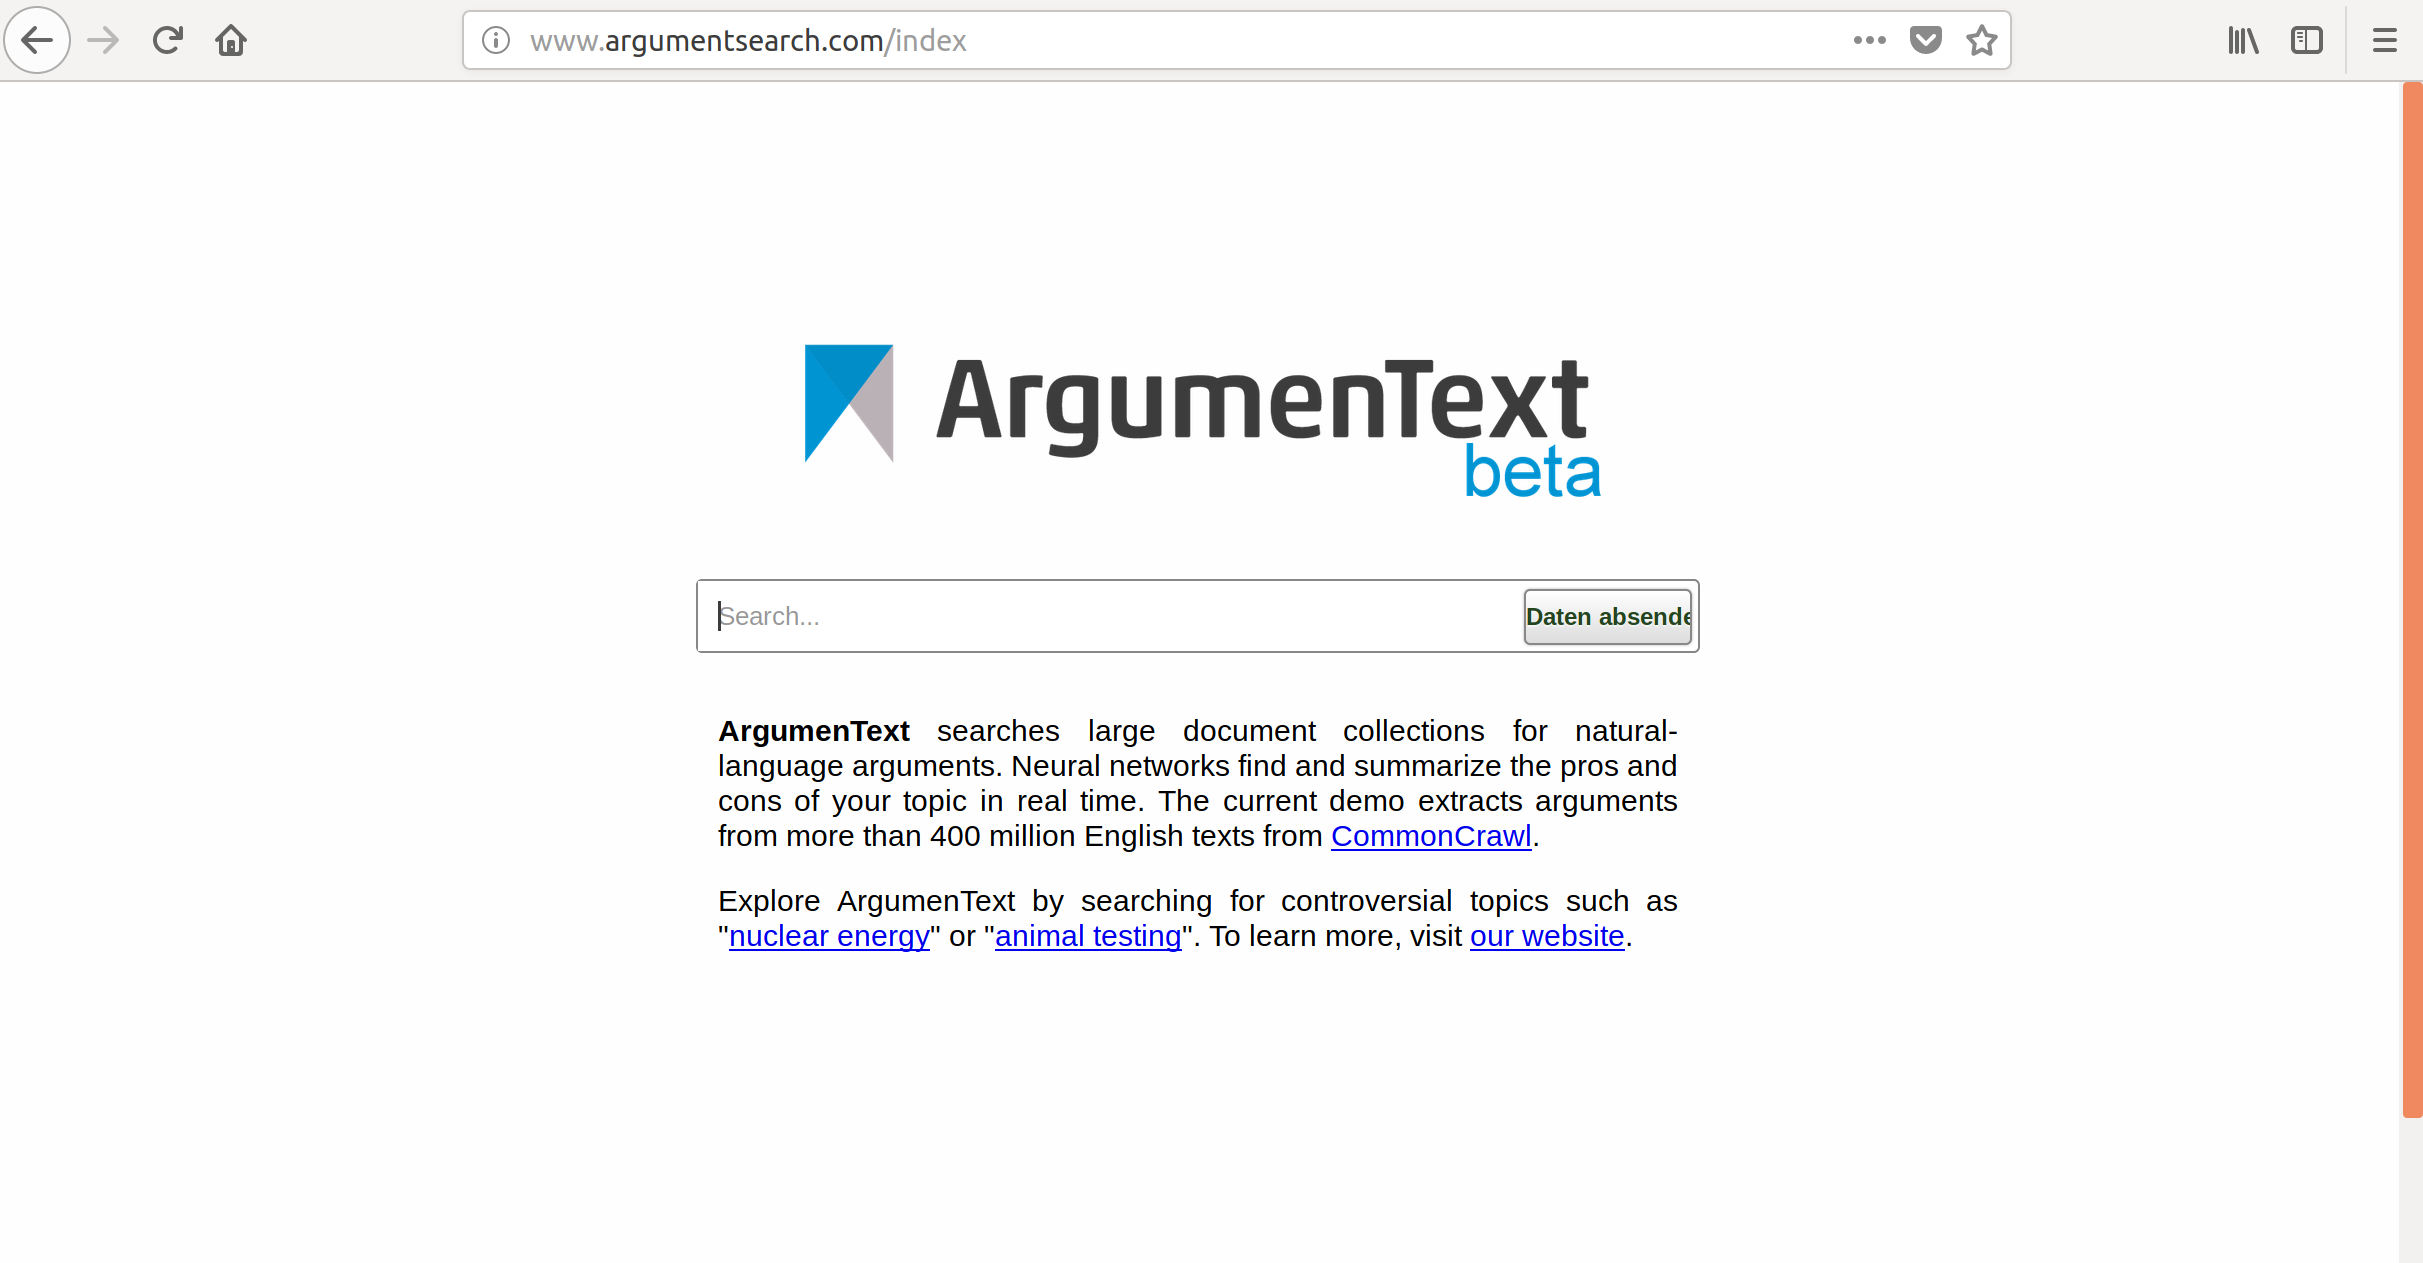 www.argumentsearch.com/index
ArgumenText
beta
Search...
Daten absende
ArgumenText searches large document collections for natural-
language arguments. Neural networks find and summarize the pros and
cons of your topic in real time. The current demo extracts arguments
from more than 400 million English texts from CommonCrawl.
Explore ArgumenText by searching for controversial topics such as
"nuclear energy" or "animal testing". To learn more, visit our website.